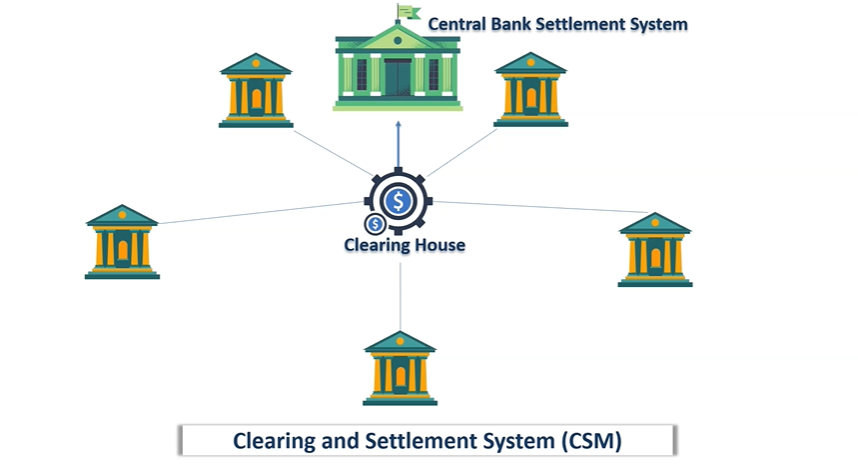 Central Bank Settlement System
$
$
Clearing House
Clearing and Settlement System (CSM)